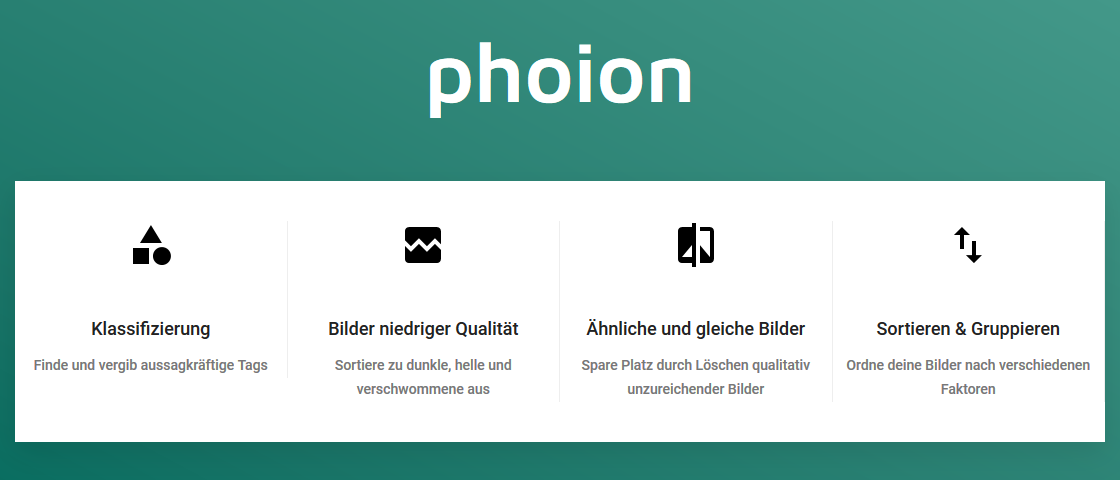 phoion
Klassifizierung
Finde und vergib aussagkräftige Tags
Bilder niedriger Qualität
Sortiere zu dunkle, helle und
verschwommene aus
Ähnliche und gleiche Bilder
Spare Platz durch Löschen qualitativ
unzureichender Bilder
Sortieren & Gruppieren
Ordne deine Bilder nach verschiedenen
Faktoren